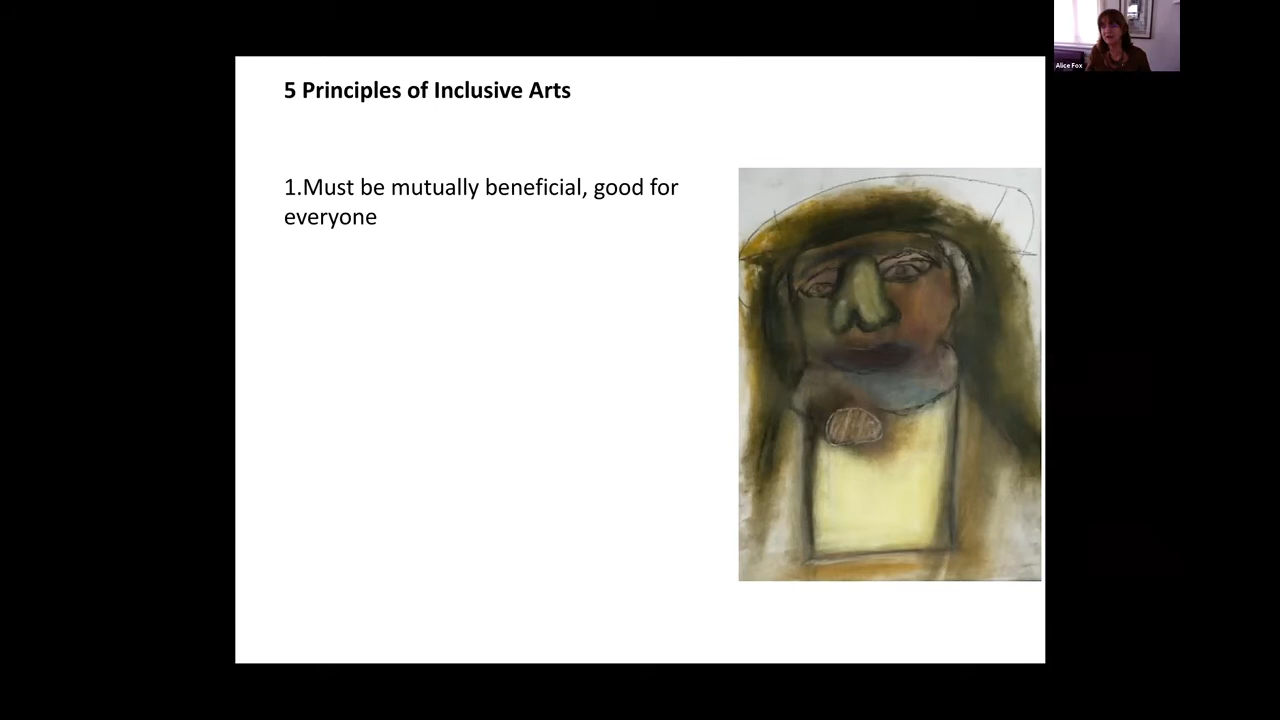 5 Principles of Inclusive Arts
1.Must be mutually beneficial, good for
everyone
Alice Fox